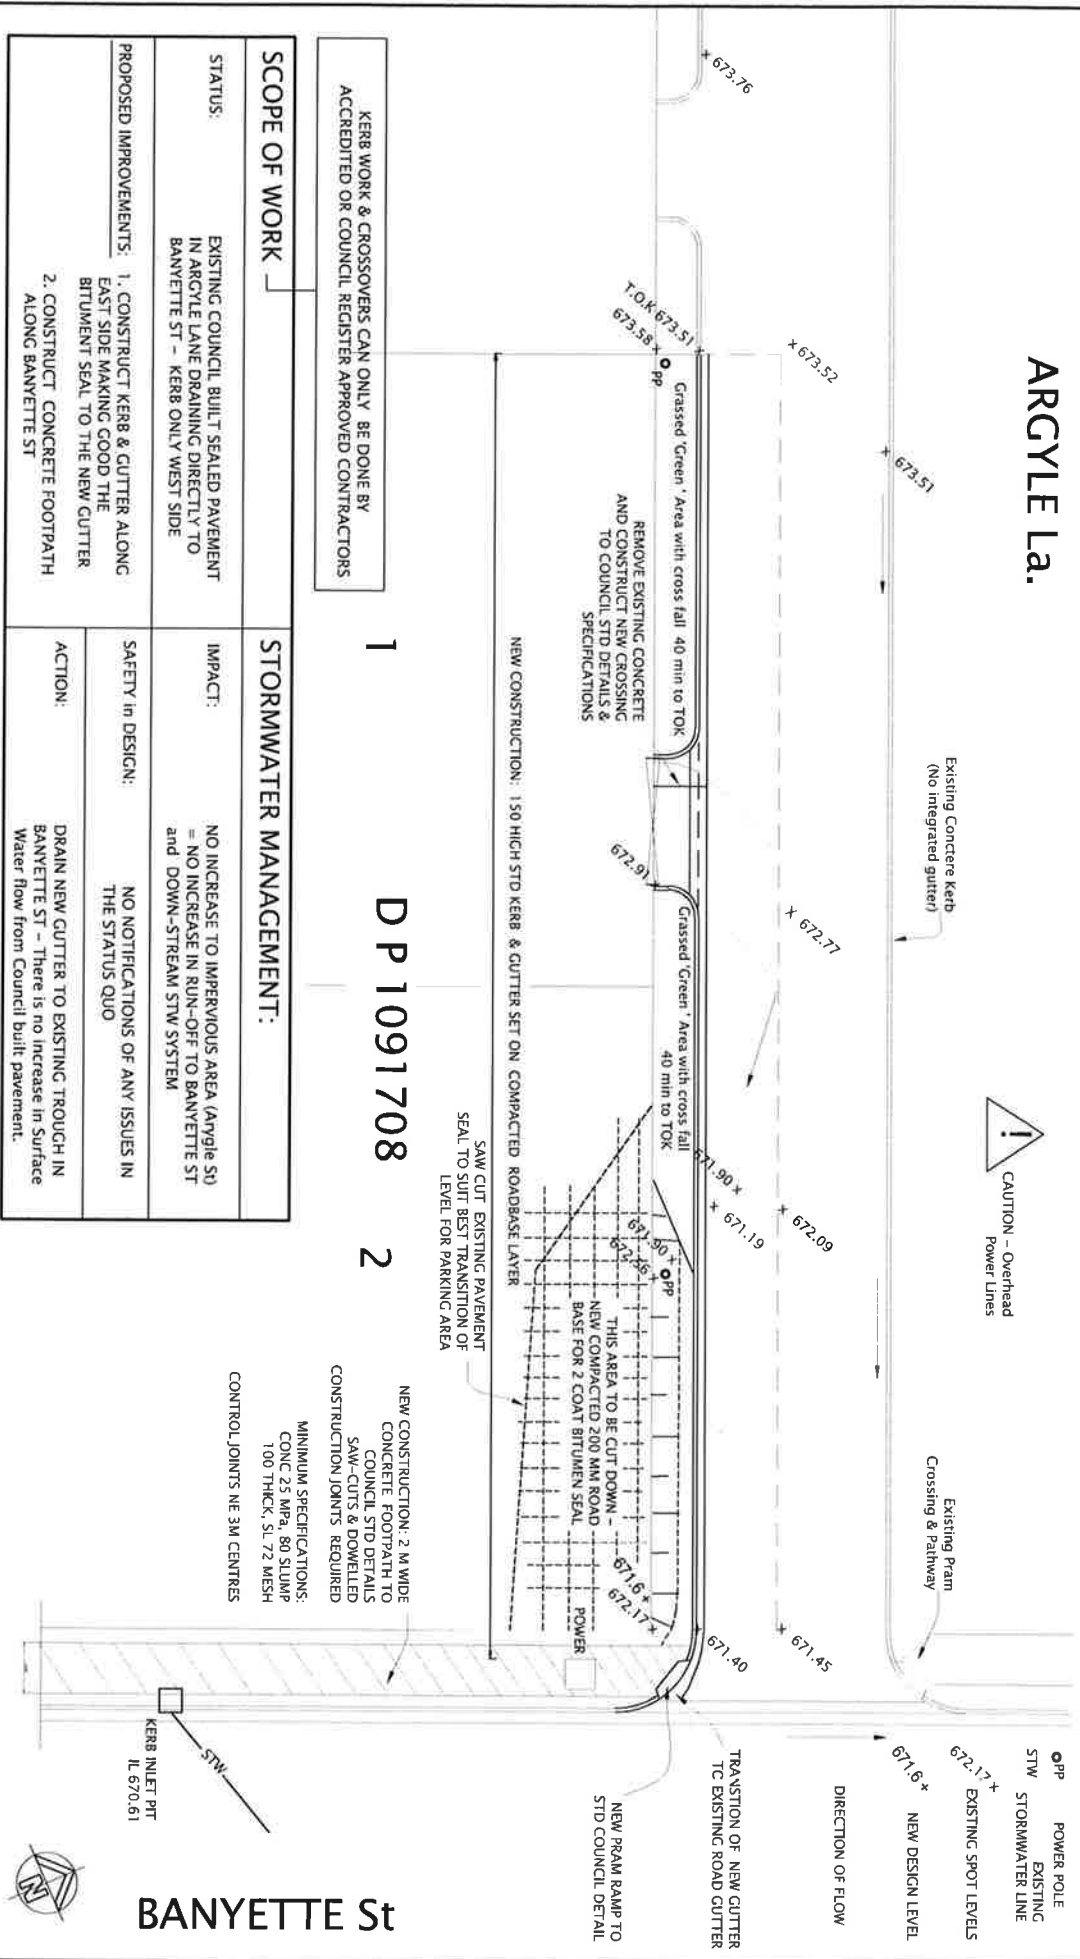 ARGYLE La.
673.76
673.52
673.51
T.O.K 673.51
673.58
PP
Grassed 'Green ' Area with cross fall 40 min to TOK
REMOVE EXISTING CONCRETE
AND CONSTRUCT NEW CROSSING
TO COUNCIL STD DETAILS &
SPECIFICATIONS
Existing Conctere Kerb
(No integrated gutter)
CAUTION - Overhead
Power Lines
!
Existing Pram
Crossing & Pathway
672.91
672.77
Grassed 'Green ' Area with cross fall
40 min to TOK
671.90
671.19
672.09
671.90
672.56
PP
THIS AREA TO BE CUT DOWN -
NEW COMPACTED 200 MM ROAD
BASE FOR 2 COAT BITUMEN SEAL
671.6
672.17
POWER
671.40
671.45
NEW CONSTRUCTION: 150 HIGH STD KERB & GUTTER SET ON COMPACTED ROADBASE LAYER
SAW CUT EXISTING PAVEMENT
SEAL TO SUIT BEST TRANSITION OF
LEVEL FOR PARKING AREA
1
D P 1091708
2
NEW CONSTRUCTION: 2 M WIDE
CONCRETE FOOTPATH TO
COUNCIL STD DETAILS
SAW-CUTS & DOWELLED
CONSTRUCTION JOINTS REQUIRED
MINIMUM SPECIFICATIONS:
CONC 25 MPa, 80 SLUMP
100 THICK, SL 72 MESH
CONTROL JOINTS NE 3M CENTRES
PP POWER POLE
STW EXISTING
STORMWATER LINE
672.17 EXISTING SPOT LEVELS
671.6 NEW DESIGN LEVEL
DIRECTION OF FLOW
TRANSTION OF NEW GUTTER
TC EXISTING ROAD GUTTER
NEW PRAM RAMP TO
STD COUNCIL DETAIL
STW
KERB INLET PIT
IL 670.61
BANYETTE St
N
KERB WORK & CROSSOVERS CAN ONLY BE DONE BY
ACCREDITED OR COUNCIL REGISTER APPROVED CONTRACTORS
SCOPE OF WORK
STATUS: EXISTING COUNCIL BUILT SEALED PAVEMENT
IN ARGYLE LANE DRAINING DIRECTLY TO
BANYETTE ST - KERB ONLY WEST SIDE
PROPOSED IMPROVEMENTS: 1. CONSTRUCT KERB & GUTTER ALONG
EAST SIDE MAKING GOOD THE
BITUMENT SEAL TO THE NEW GUTTER
2. CONSTRUCT CONCRETE FOOTPATH
ALONG BANYETTE ST
STORMWATER MANAGEMENT:
IMPACT: NO INCREASE TO IMPERVIOUS AREA (Arygle St)
= NO INCREASE IN RUN-OFF TO BANYETTE ST
and DOWN-STREAM STW SYSTEM
SAFETY in DESIGN: NO NOTIFICATIONS OF ANY ISSUES IN
THE STATUS QUO
ACTION: DRAIN NEW GUTTER TO EXISTING TROUGH IN
BANYETTE ST - There is no increase in Surface
Water flow from Council built pavement.